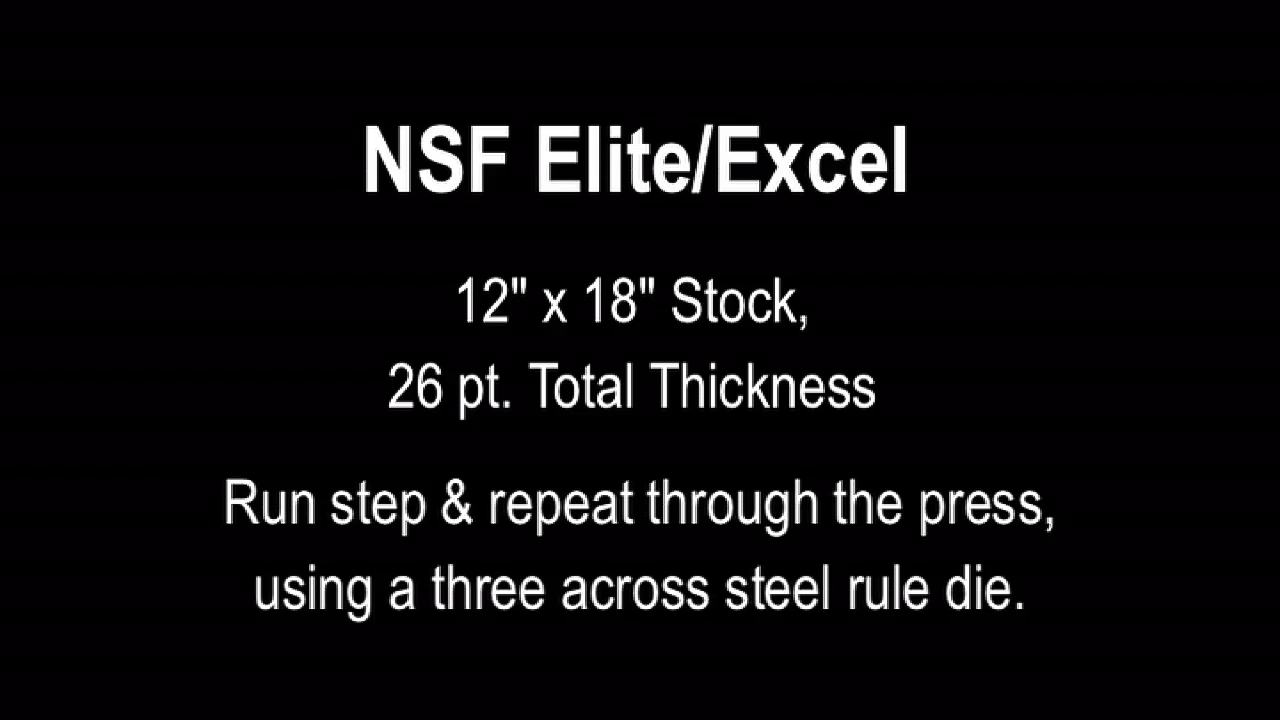 NSF Elite/Excel
12" x 18" Stock,
26 pt. Total Thickness
Run step & repeat through the press,
using a three across steel rule die.